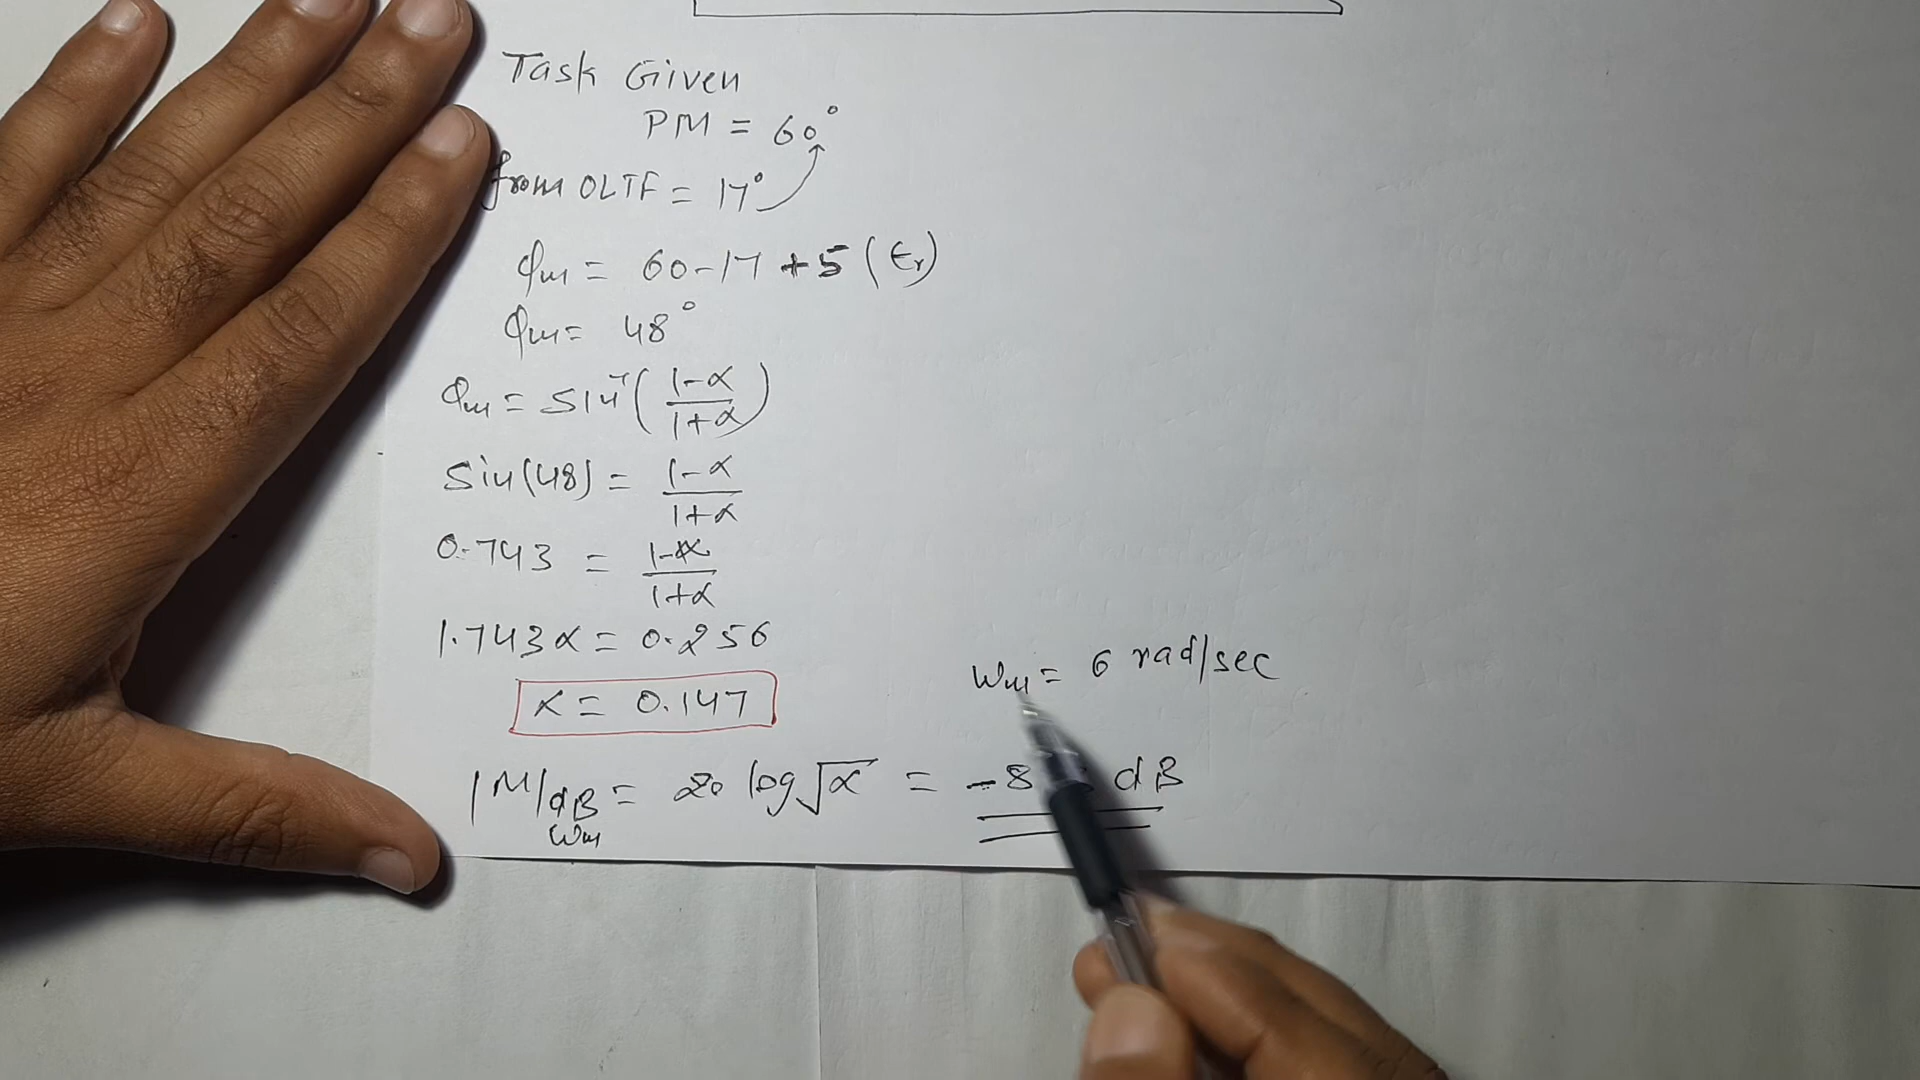 Task Given
PM = 60°
from OLTF = 17°
φm = 60-17 +5 (Er)
φm = 48°
φm = sin⁻¹(1-α/1+α)
sin(48) = 1-α/1+α
0.743 = 1-α/1+α
1.743α = 0.256
α = 0.147
ωm = 6 rad/sec
|M|dB = 20 log√α = -8 dB
ωm